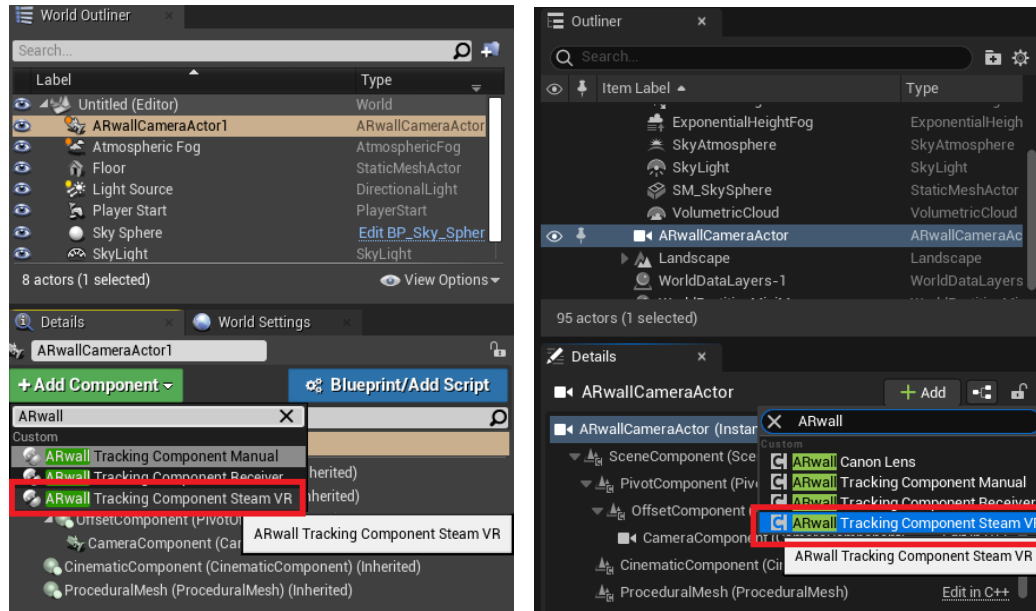 World Outliner
Search...
Label Type
Untitled (Editor) World
ARwallCameraActor1 ARwallCameraActor
Atmospheric Fog AtmosphericFog
Floor StaticMeshActor
Light Source DirectionalLight
Player Start PlayerStart
Sky Sphere Edit BP_Sky_Spher
SkyLight SkyLight
8 actors (1 selected) View Options
Details World Settings
ARwallCameraActor1
+Add Component Blueprint/Add Script
ARwall
Custom
ARwall Tracking Component Manual
ARwall Tracking Component Receiver herited)
ARwall Tracking Component Steam VR nherited)
OffsetComponent (PivotOf
ARwall Tracking Component Steam VR
CameraComponent (Car
CinematicComponent (CinematicComponent) (Inherited)
ProceduralMesh (ProceduralMesh) (Inherited)
Outliner
Search...
Item Label Type
ExponentialHeightFog ExponentialHeigh
SkyAtmosphere SkyAtmosphere
SkyLight SkyLight
SM_SkySphere StaticMeshActor
VolumetricCloud VolumetricCloud
ARwallCameraActor ARwallCameraAc
Landscape Landscape
WorldDataLayers-1 WorldDataLayers
95 actors (1 selected)
Details
ARwallCameraActor + Add
ARwall
ARwallCameraActor (Instan
Custom
SceneComponent (Sce
ARwall Canon Lens
PivotComponent (Piv
ARwall Tracking Component Manual
ARwall Tracking Component Receiver
OffsetComponent (
ARwall Tracking Component Steam VR
CameraComponent
ARwall Tracking Component Steam VR
CinematicComponent (Ci
ProceduralMesh (ProceduralMesh) Edit in C++